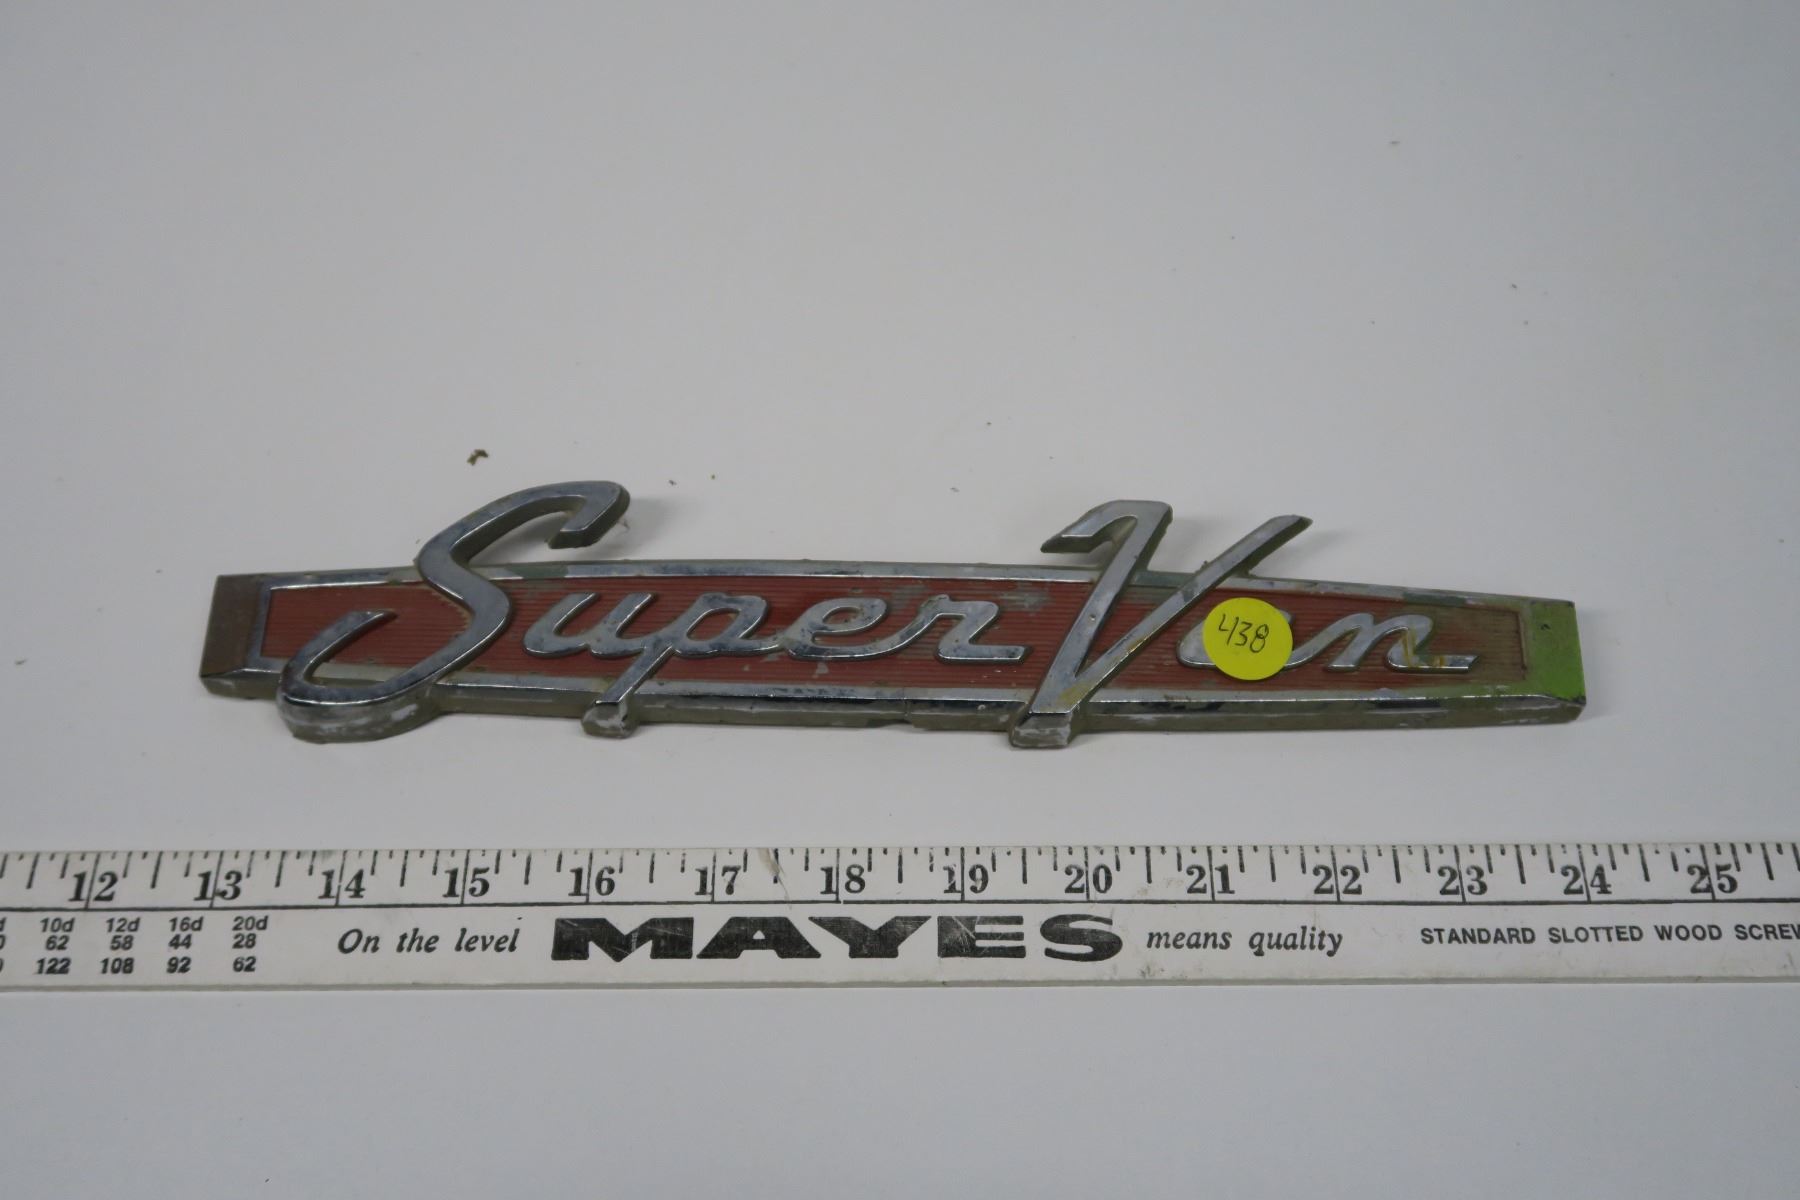 Super Van
438
12 13 14 15 16 17 18 19 20 21 22 23 24 25
10d 12d 16d 20d
62 58 44 28
122 108 92 62
On the level MAYES means quality
STANDARD SLOTTED WOOD SCREW